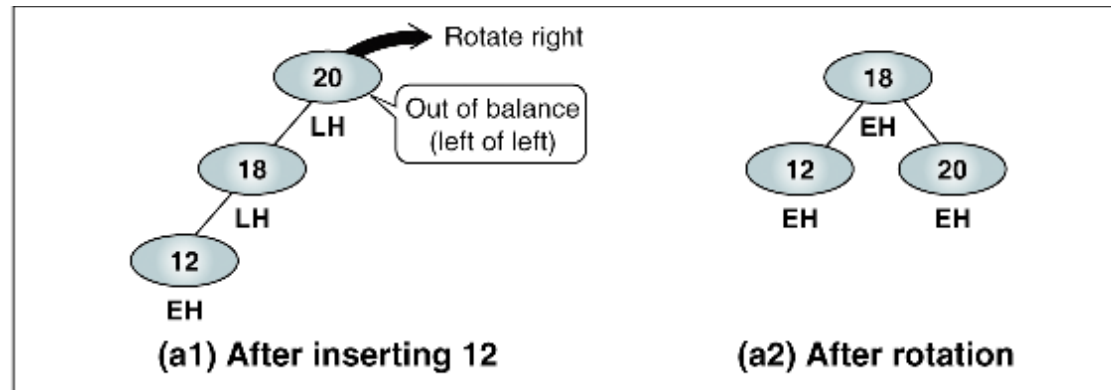 Rotate right
20
Out of balance
(left of left)
LH
18
LH
12
EH
(a1) After inserting 12
18
EH
12
20
EH
EH
(a2) After rotation